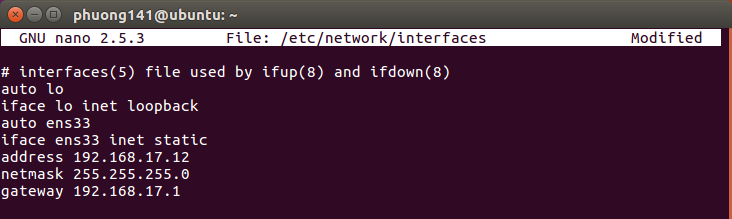 phuong141@ubuntu: ~
GNU nano 2.5.3 File: /etc/network/interfaces Modified
# interfaces(5) file used by ifup(8) and ifdown(8)
auto lo
iface lo inet loopback
auto ens33
iface ens33 inet static
address 192.168.17.12
netmask 255.255.255.0
gateway 192.168.17.1